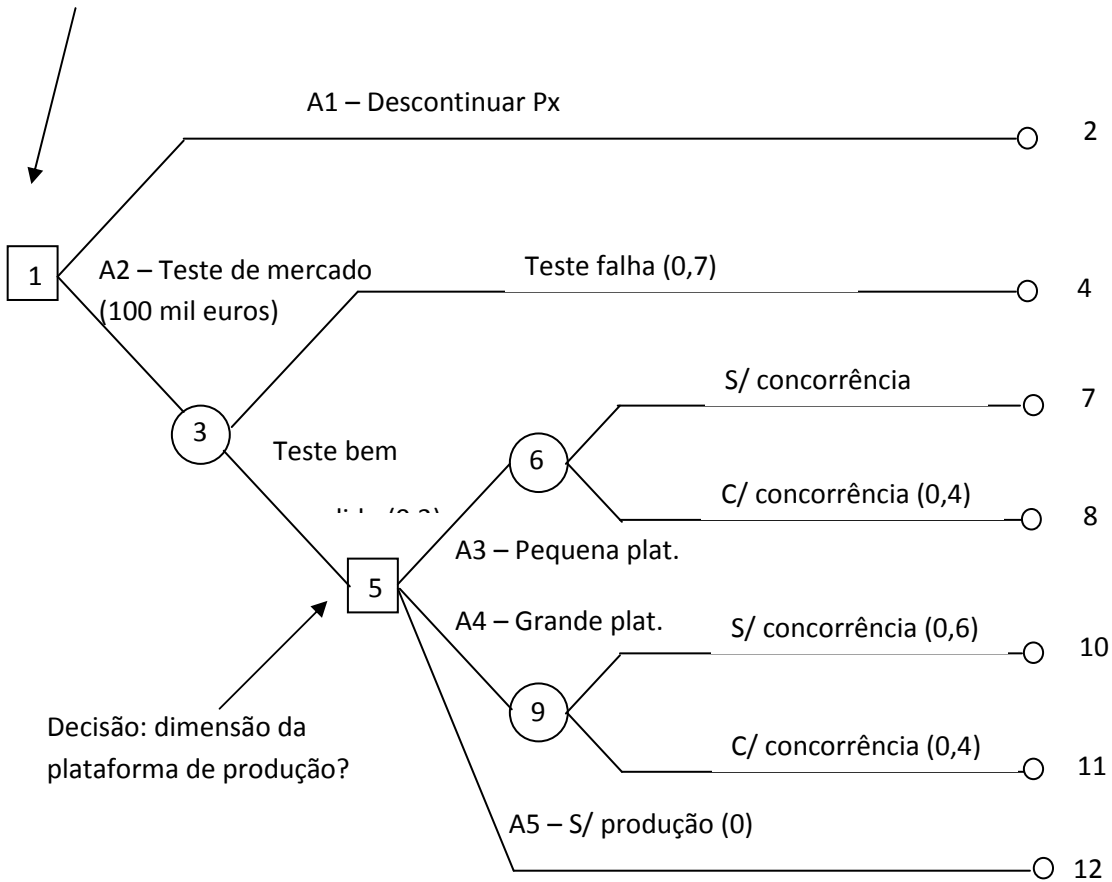 A1 – Descontinuar Px
2
1
A2 – Teste de mercado
(100 mil euros)
Teste falha (0,7)
4
S/ concorrência
7
3
Teste bem
6
C/ concorrência (0,4)
8
A3 – Pequena plat.
5
A4 – Grande plat.
S/ concorrência (0,6)
10
9
Decisão: dimensão da
plataforma de produção?
C/ concorrência (0,4)
11
A5 – S/ produção (0)
12